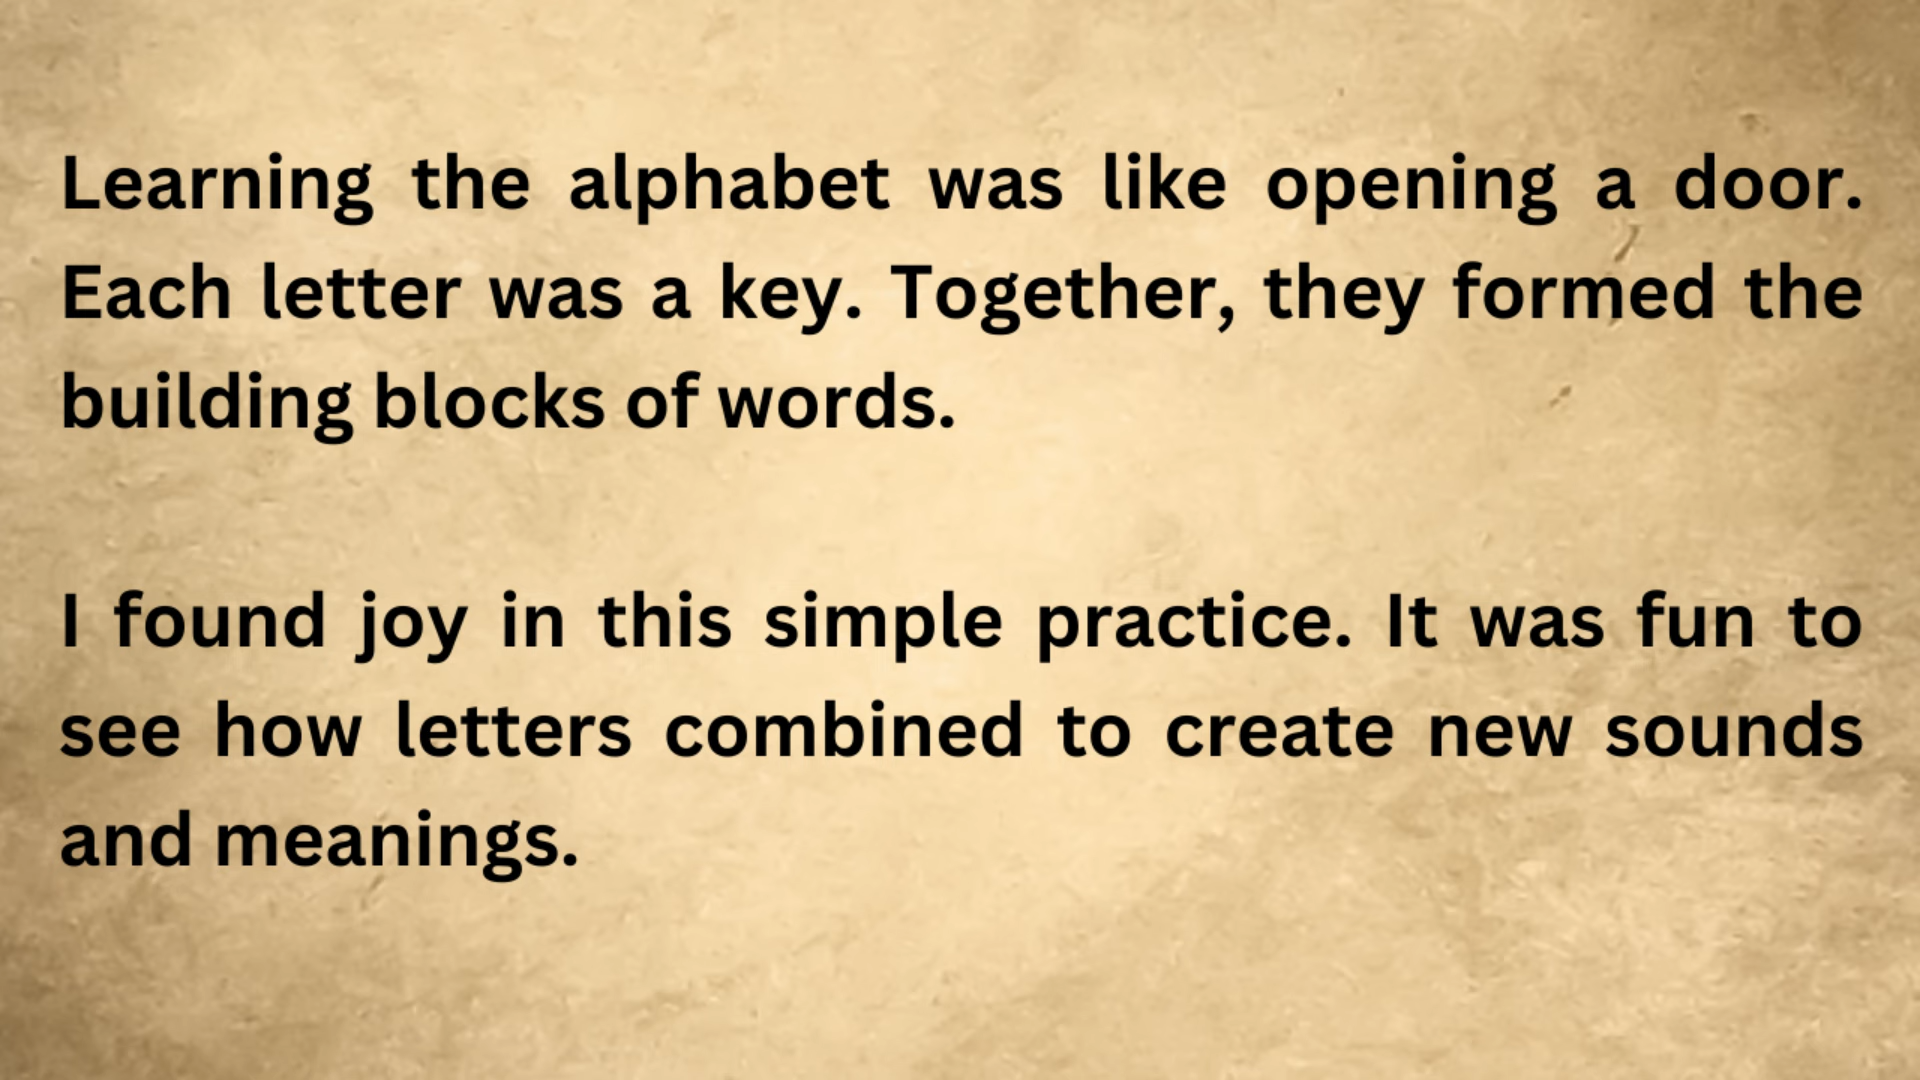 Learning the alphabet was like opening a door.
Each letter was a key. Together, they formed the
building blocks of words.
I found joy in this simple practice. It was fun to
see how letters combined to create new sounds
and meanings.